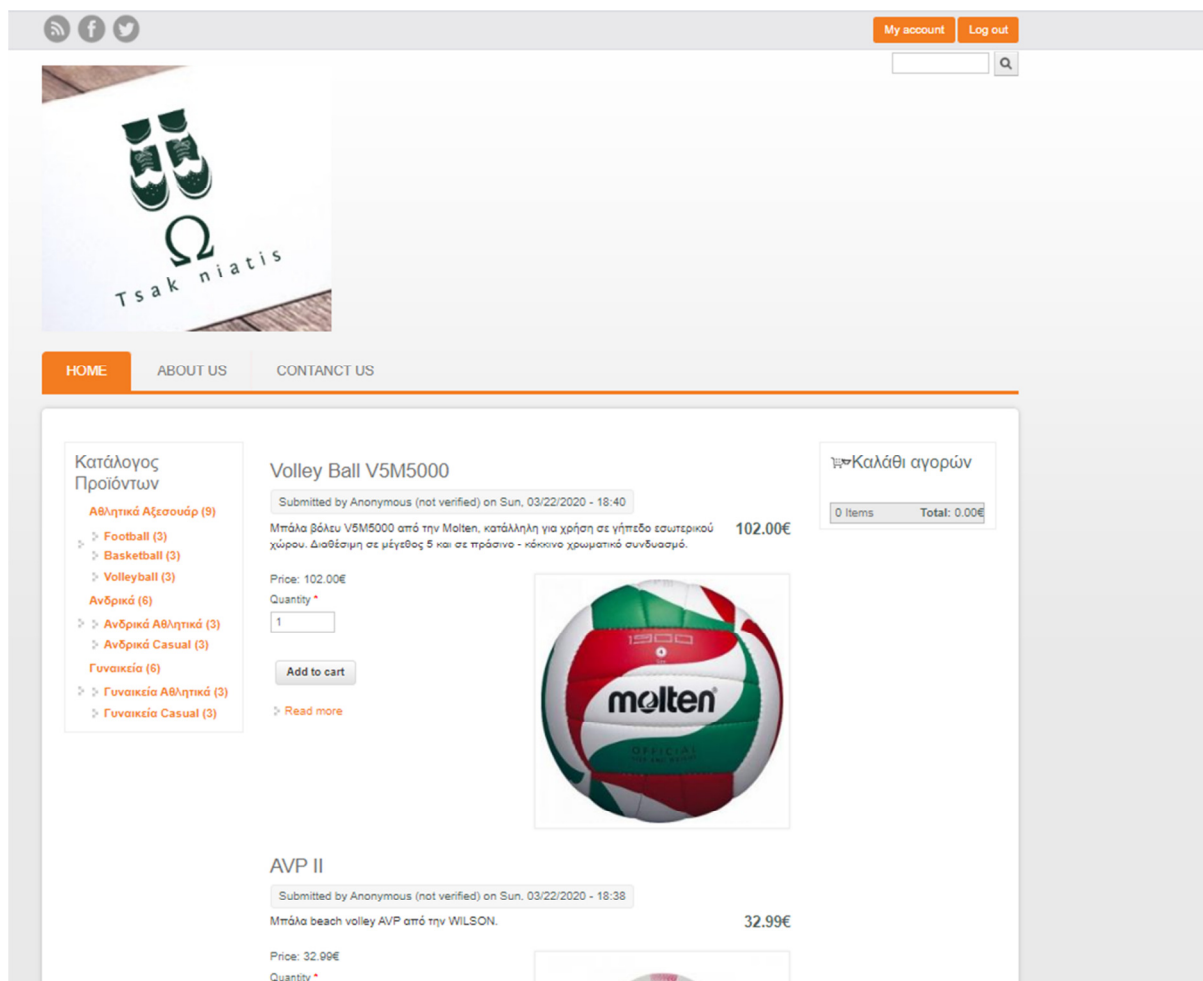 My account
Log out
Ω
Tsak niatis
HOME
ABOUT US
CONTANCT US
Κατάλογος
Προϊόντων
Αθλητικά Αξεσουάρ (9)
Football (3)
Basketball (3)
Volleyball (3)
Ανδρικά (6)
Ανδρικά Αθλητικά (3)
Ανδρικά Casual (3)
Γυναικεία (6)
Γυναικεία Αθλητικά (3)
Γυναικεία Casual (3)
Volley Ball V5M5000
Submitted by Anonymous (not verified) on Sun, 03/22/2020 - 18:40
Μπάλα βόλευ V5M5000 από την Molten, κατάλληλη για χρήση σε γήπεδο εσωτερικού
χώρου. Διαθέσιμη σε μέγεθος 5 και σε πράσινο - κόκκινο χρωματικό συνδυασμό.
102.00€
Price: 102.00€
Quantity *
1
Add to cart
Read more
1900
4
molten
OFFICIAL
AVP II
Submitted by Anonymous (not verified) on Sun, 03/22/2020 - 18:38
Μπάλα beach volley AVP από την WILSON.
32.99€
Price: 32.99€
Quantity *
Καλάθι αγορών
0 Items Total: 0.00€